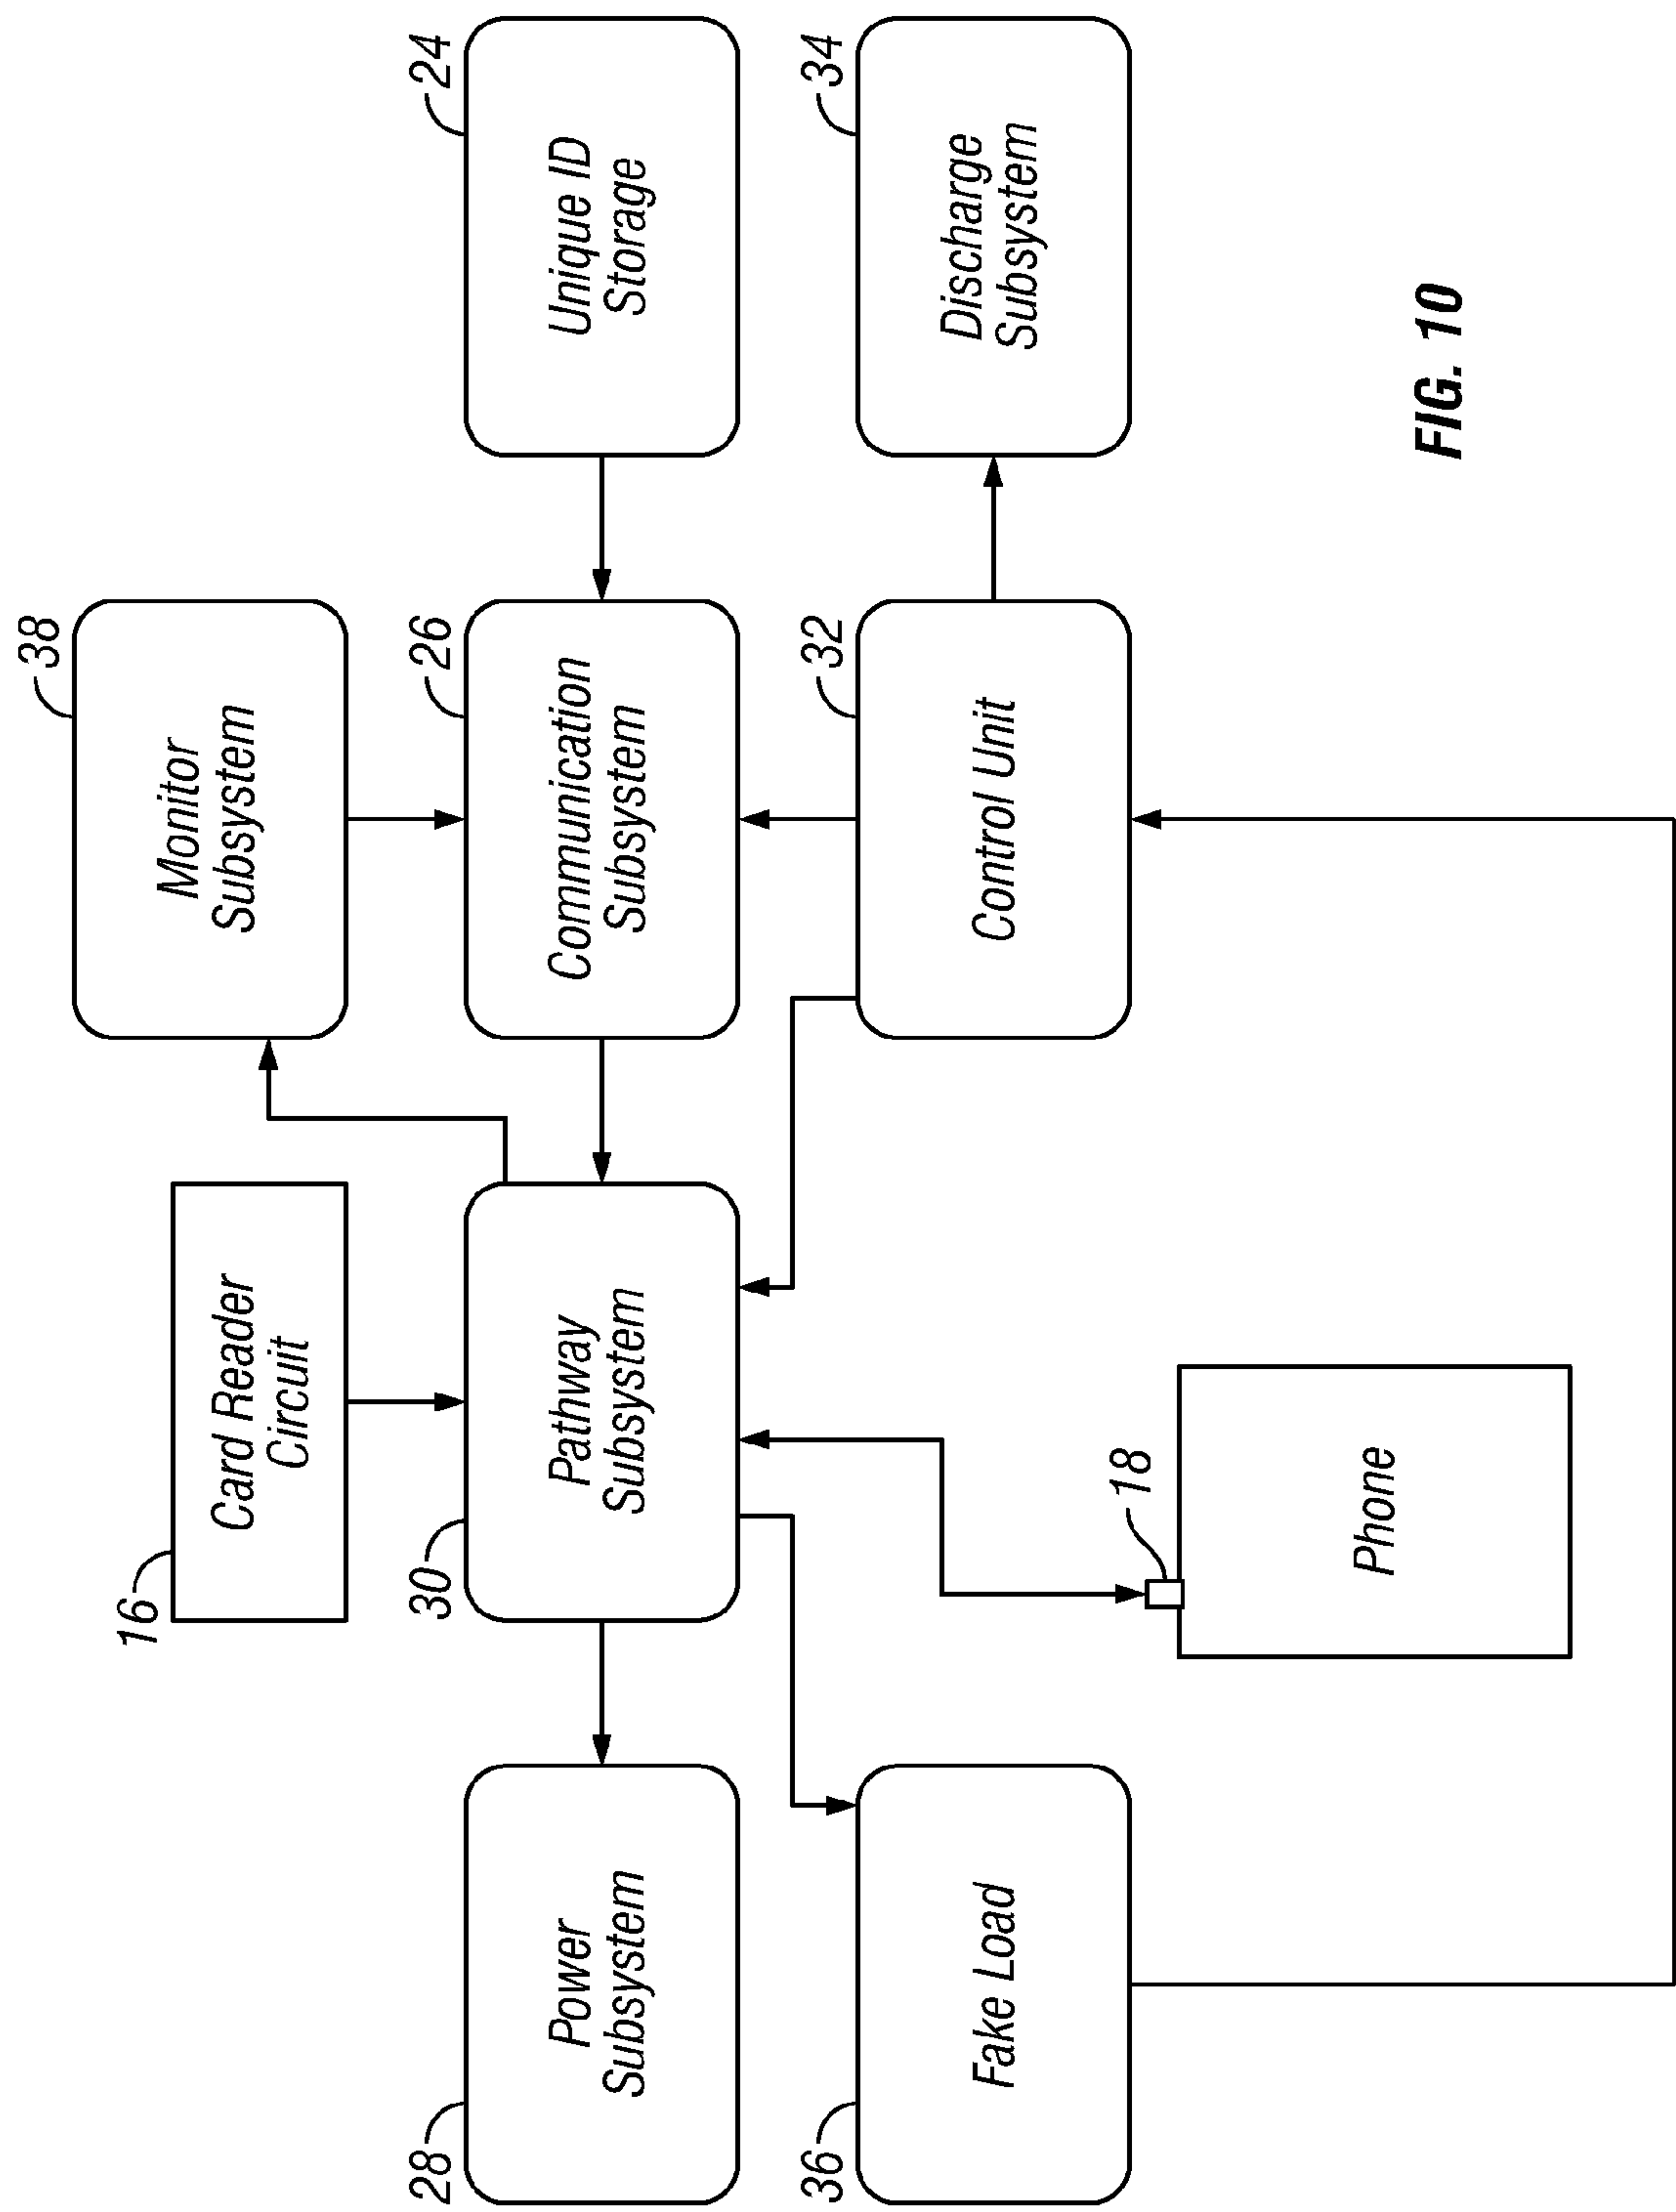 38
Monitor
Subsystem
16
Card Reader
Circuit
28
Power
Subsystem
30
Pathway
Subsystem
26
Communication
Subsystem
24
Unique ID
Storage
36
Fake Load
32
Control Unit
34
Discharge
Subsystem
18
Phone
FIG. 10